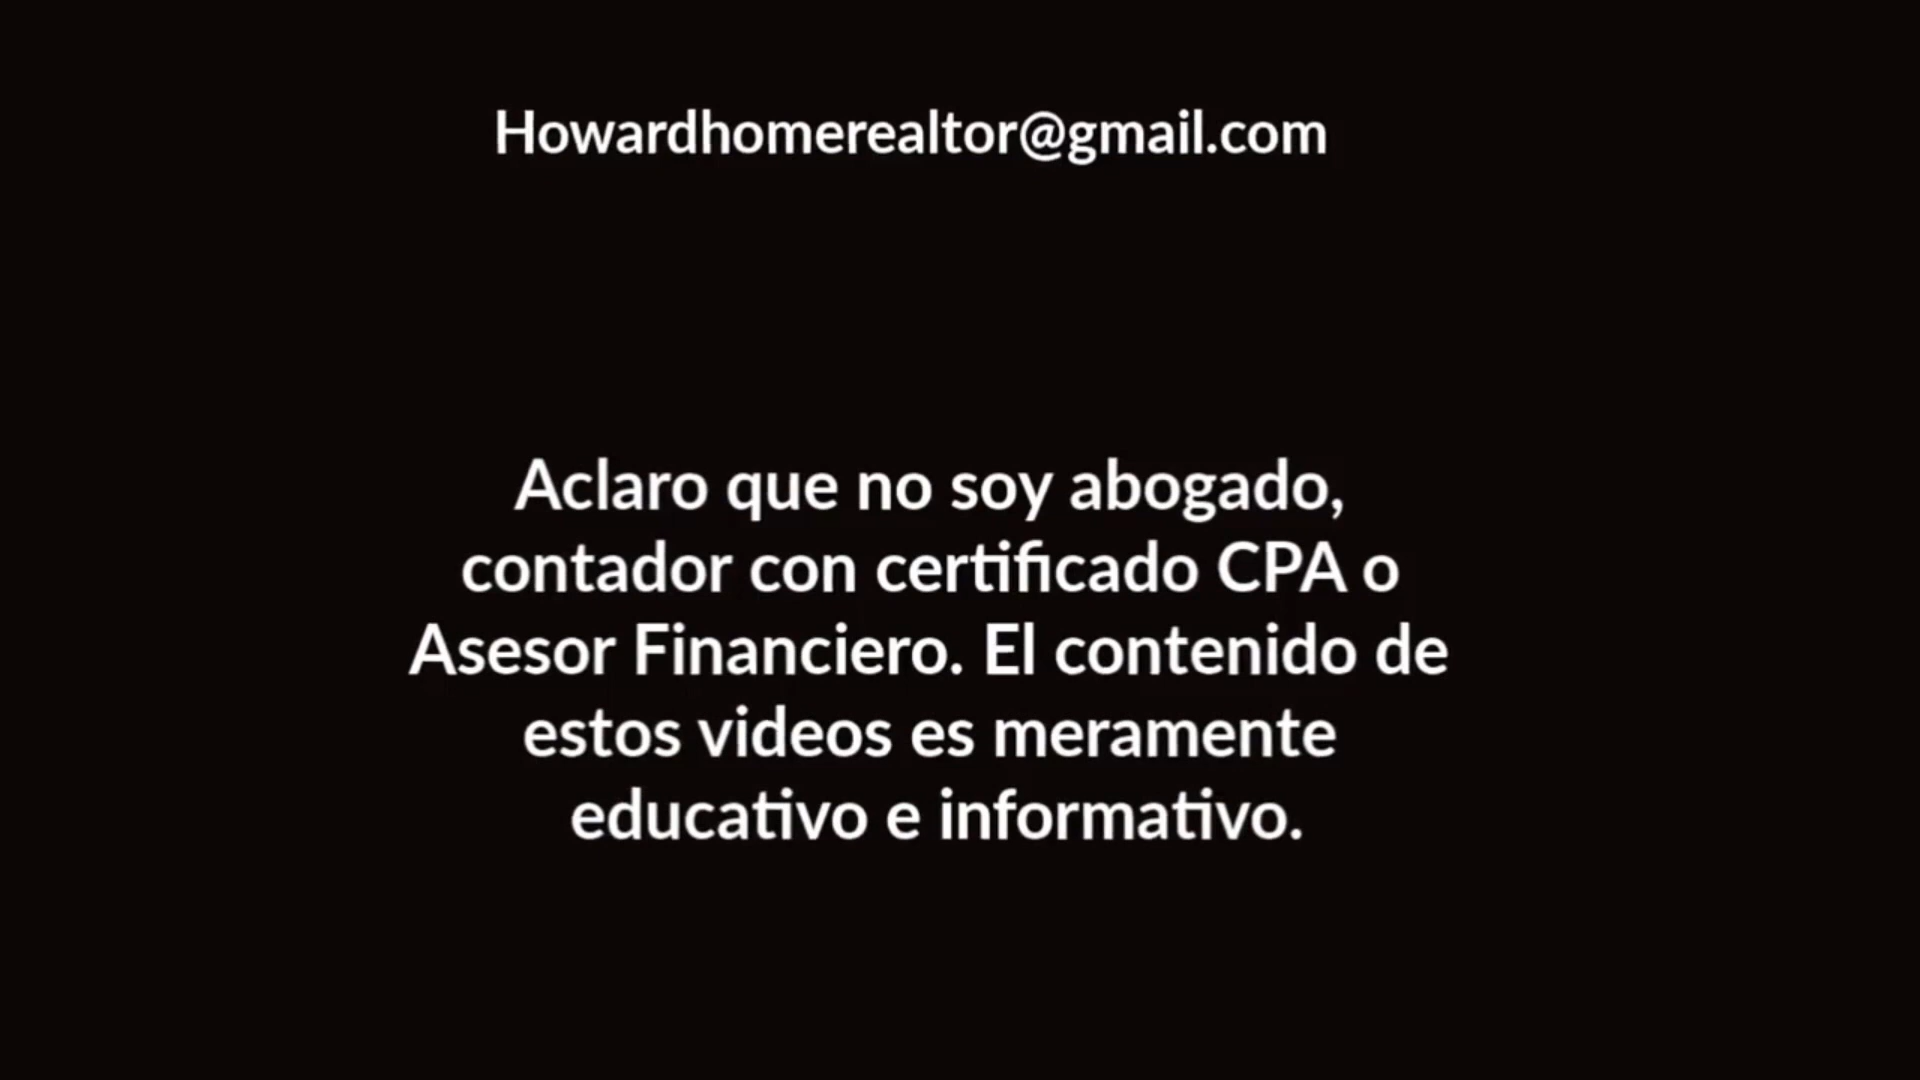 Howardhomerealtor@gmail.com
Aclaro que no soy abogado,
contador con certificado CPA o
Asesor Financiero. El contenido de
estos videos es meramente
educativo e informativo.